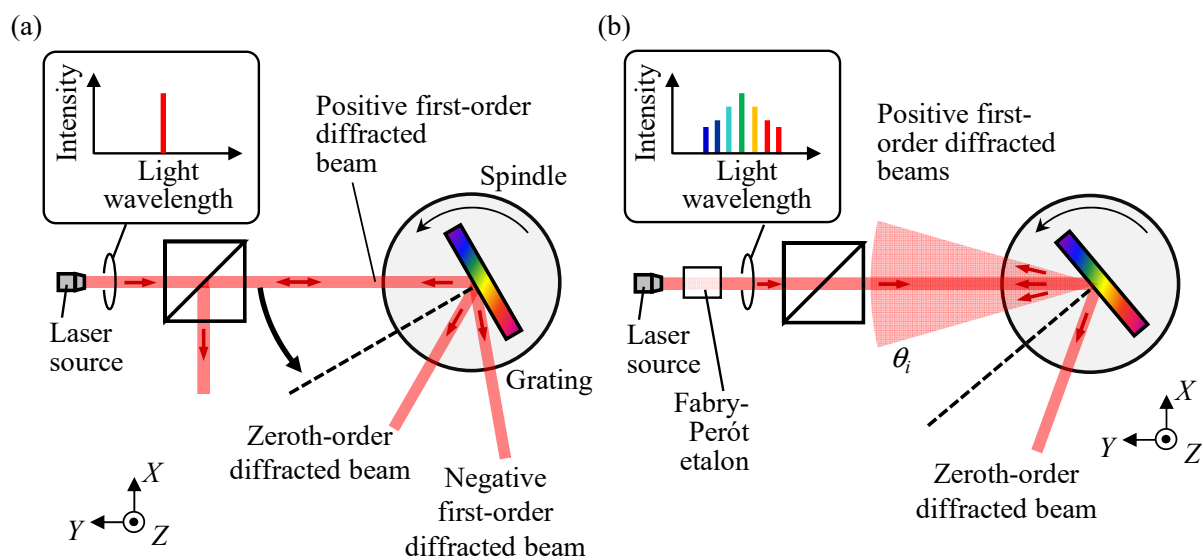 (a)
Intensity
Light
wavelength
Positive first-order
diffracted
beam
Spindle
Laser
source
Grating
Zeroth-order
diffracted beam
Negative
first-order
diffracted beam
X
Y
Z
(b)
Intensity
Light
wavelength
Positive first-
order diffracted
beams
Laser
source
θi
Fabry-
Perót
etalon
Zeroth-order
diffracted beam
X
Y
Z